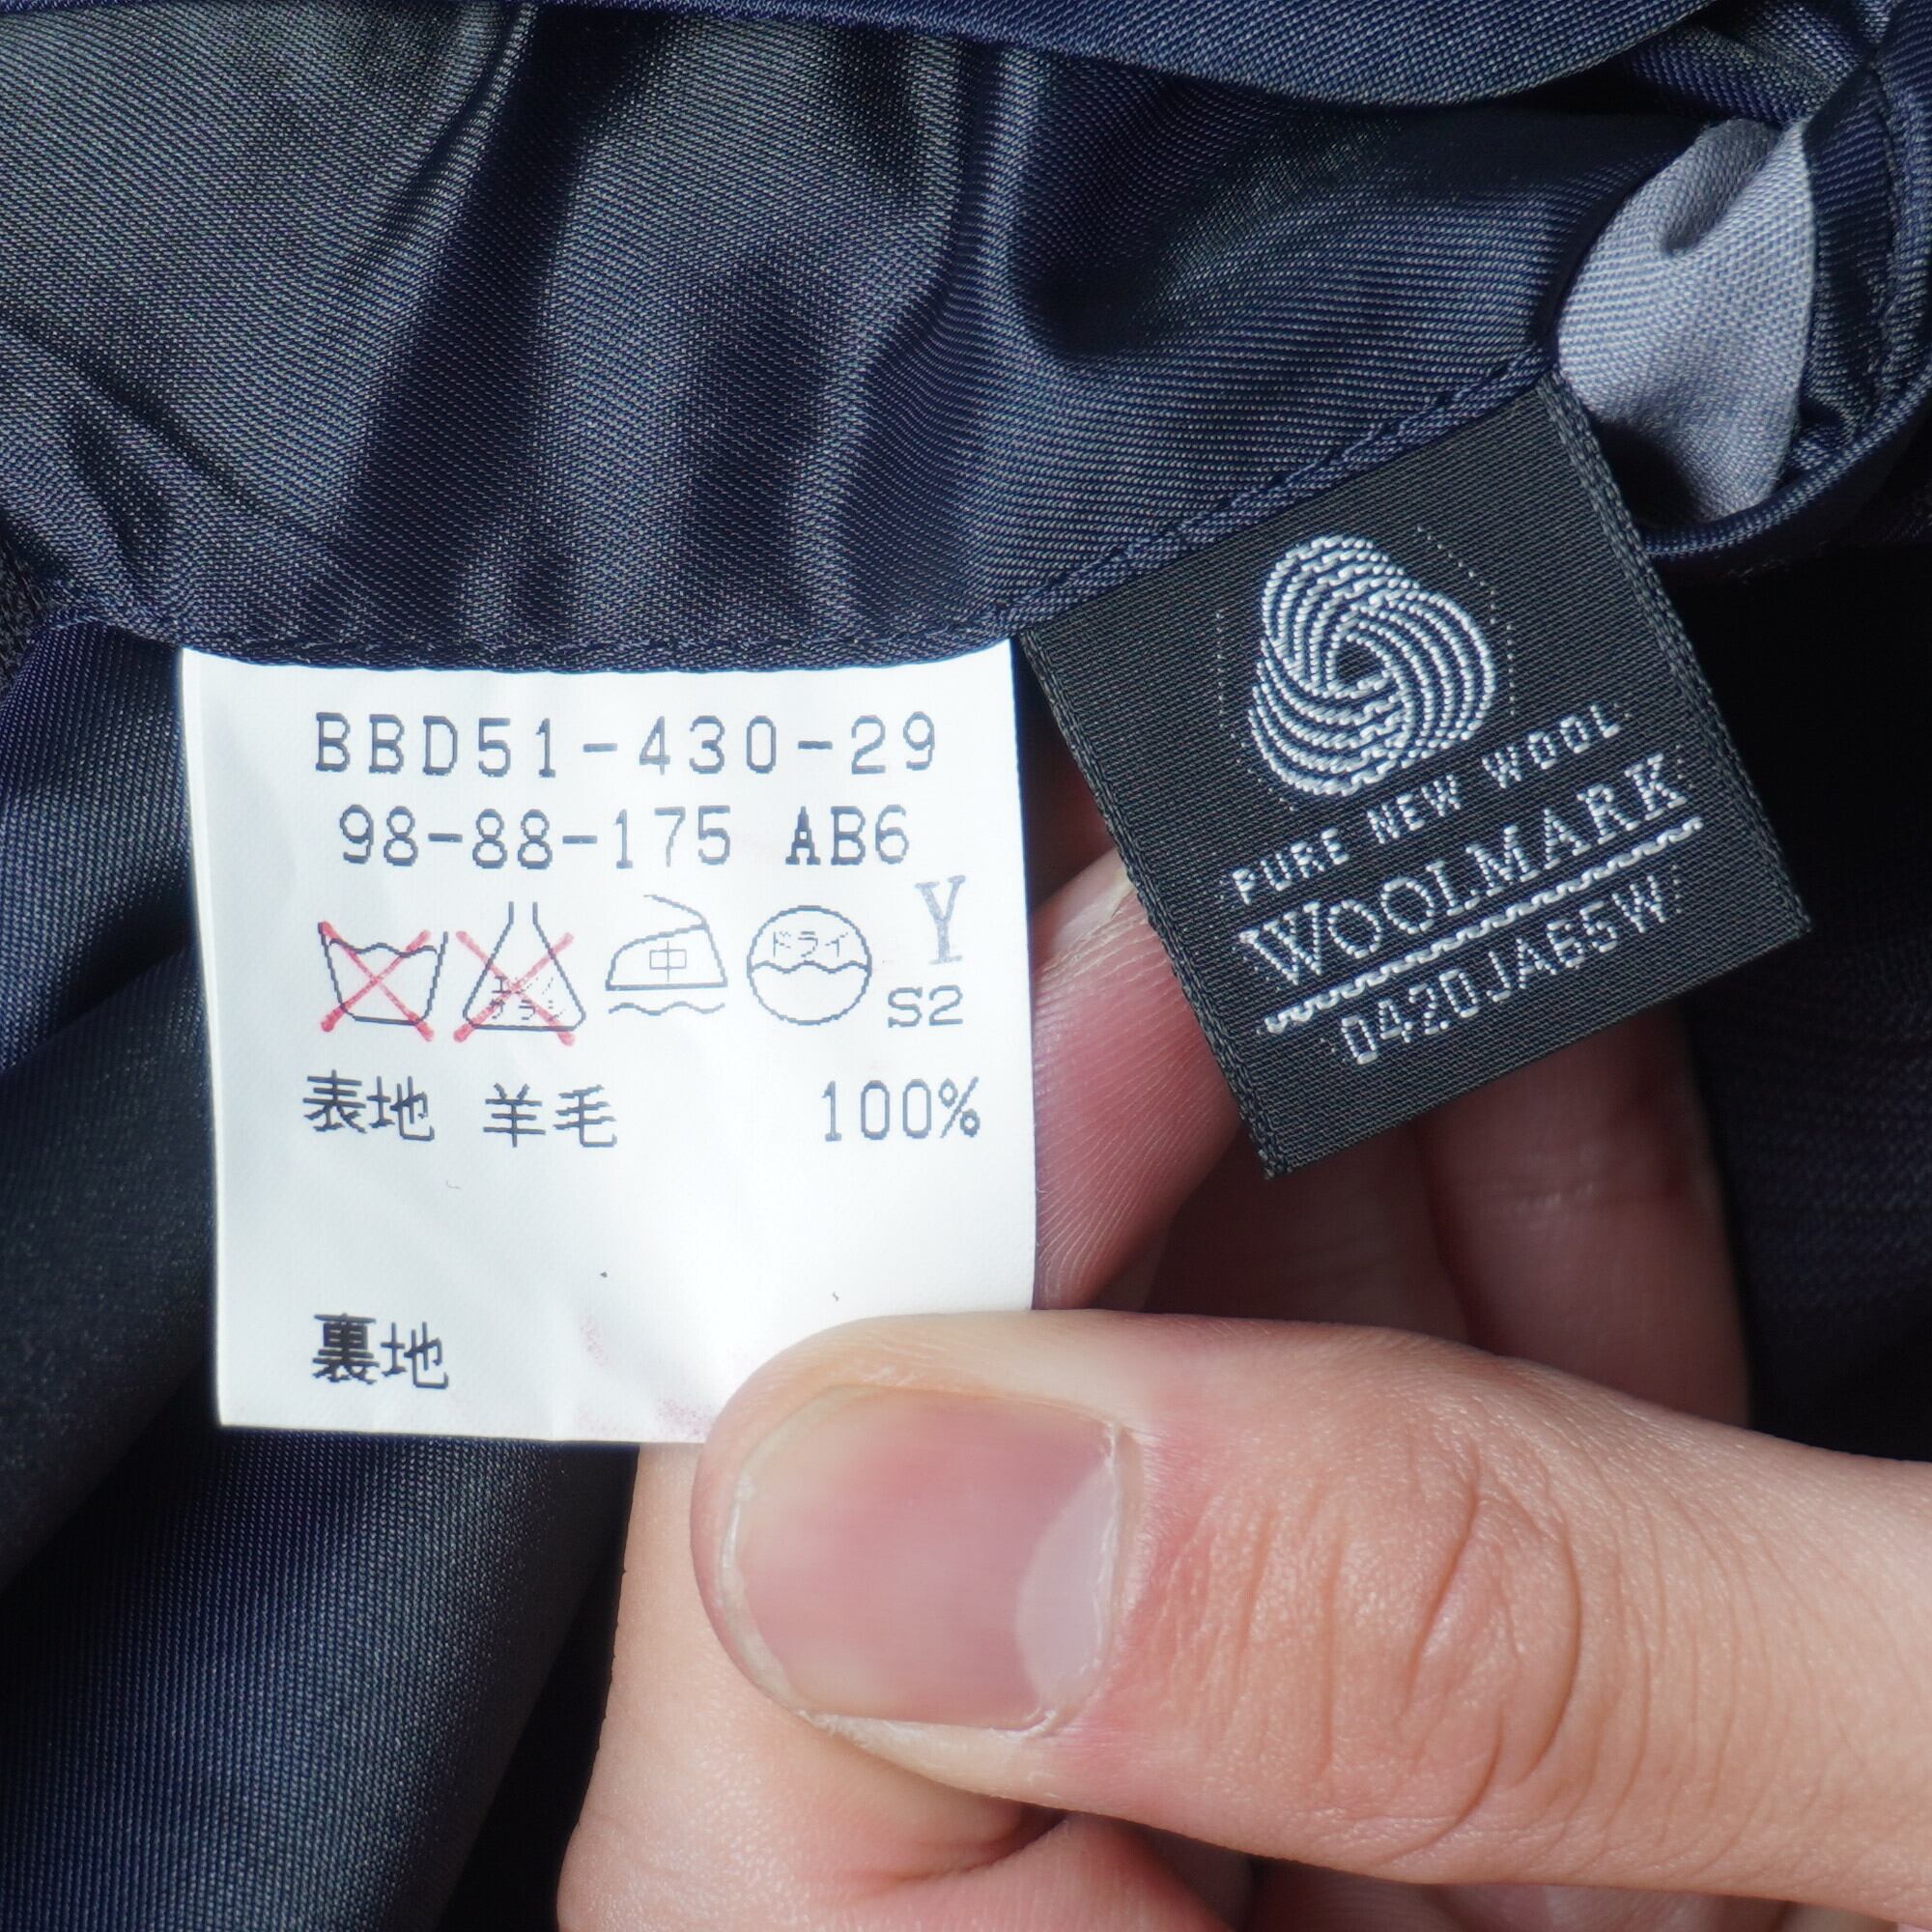 BBD51-430-29
98-88-175 AB6
中
ドライ
Y
S2
表地 羊毛 100%
裏地
PURE NEW WOOL
WOOLMARK
0420JAB5W